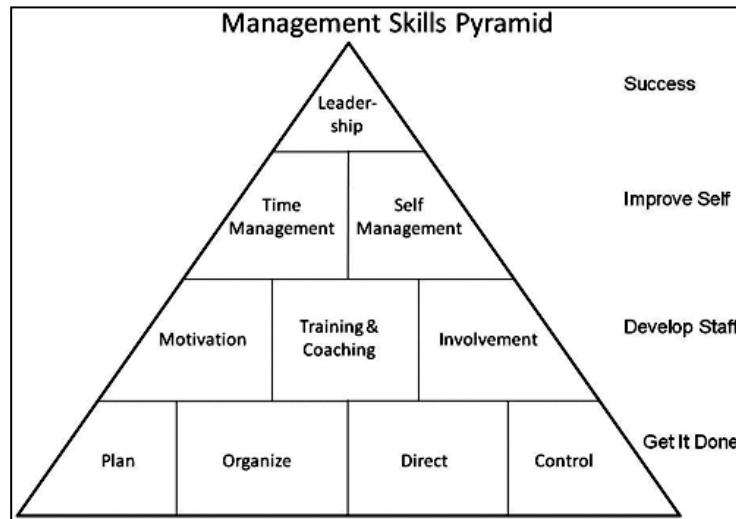 Management Skills Pyramid
Leader-
ship
Success
Time
Management
Self
Management
Improve Self
Motivation
Training &
Coaching
Involvement
Develop Staff
Plan
Organize
Direct
Control
Get It Done